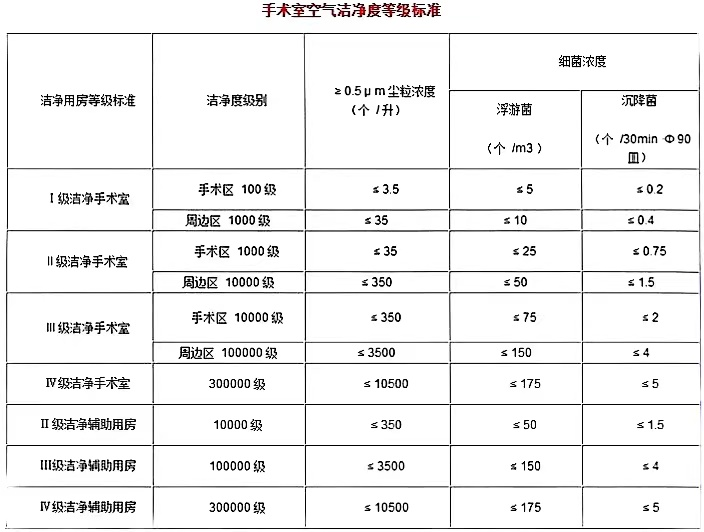 手术室空气洁净度等级标准
洁净用房等级标准 洁净度级别 ≥0.5μm尘粒浓度（个 /升） 细菌浓度
浮游菌（个 /m3 ） 沉降菌（个 /30min ·Φ90皿）
Ⅰ级洁净手术室 手术区 100级 ≤3.5 ≤5 ≤0.2
周边区 1000级 ≤35 ≤10 ≤0.4
Ⅱ级洁净手术室 手术区 1000级 ≤35 ≤25 ≤0.75
周边区 10000级 ≤350 ≤50 ≤1.5
Ⅲ级洁净手术室 手术区 10000级 ≤350 ≤75 ≤2
周边区 100000级 ≤3500 ≤150 ≤4
Ⅳ级洁净手术室 300000级 ≤10500 ≤175 ≤5
Ⅱ级洁净辅助用房 10000级 ≤350 ≤50 ≤1.5
Ⅲ级洁净辅助用房 100000级 ≤3500 ≤150 ≤4
Ⅳ级洁净辅助用房 300000级 ≤10500 ≤175 ≤5